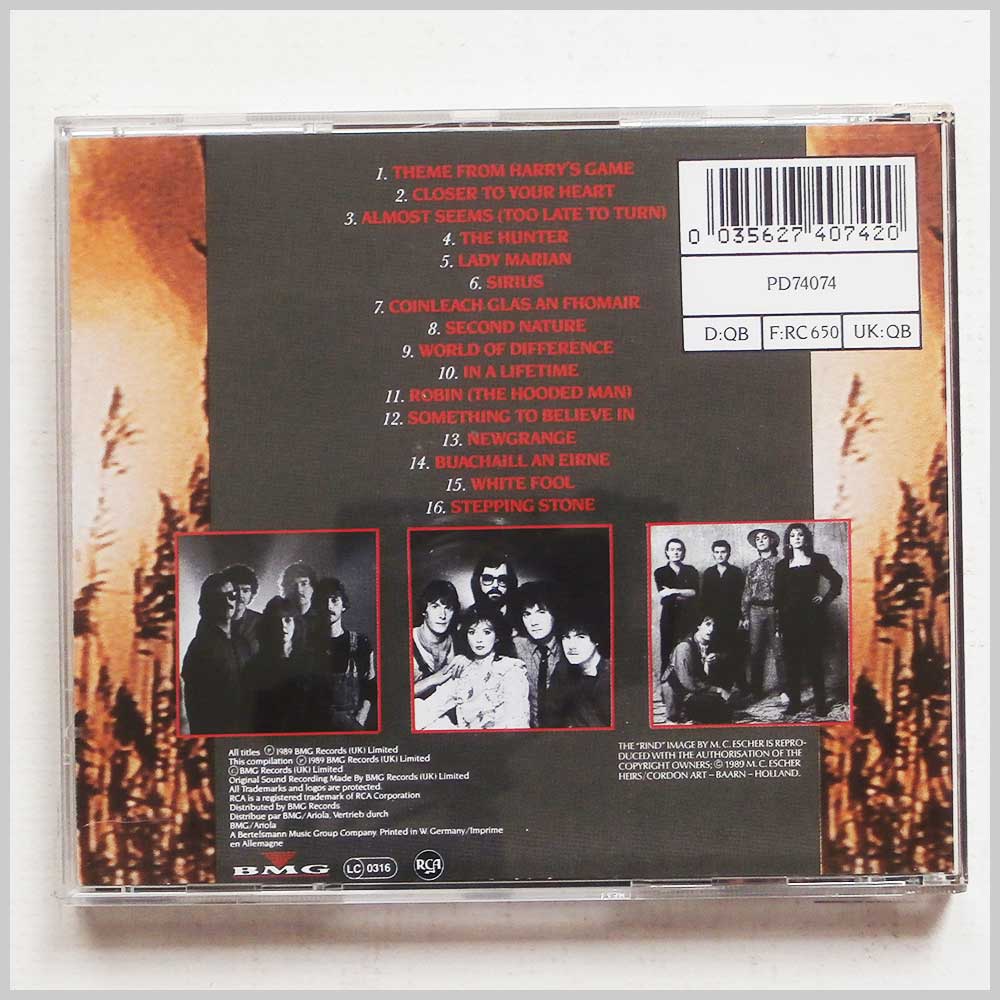 1. THEME FROM HARRY'S GAME
2. CLOSER TO YOUR HEART
3. ALMOST SEEMS (TOO LATE TO TURN)
4. THE HUNTER
5. LADY MARIAN
6. SIRIUS
7. COINLEACH GLAS AN FHOMAIR
8. SECOND NATURE
9. WORLD OF DIFFERENCE
10. IN A LIFETIME
11. ROBIN (THE HOODED MAN)
12. SOMETHING TO BELIEVE IN
13. NEWGRANGE
14. BUACHAILL AN EIRNE
15. WHITE FOOL
16. STEPPING STONE
0 035627 407420
PD74074
D:QB F:RC 650 UK:QB
All titles ℗ 1989 BMG Records (UK) Limited
This compilation ℗ 1989 BMG Records (UK) Limited
© BMG Records (UK) Limited
Original Sound Recording Made By BMG Records (UK) Limited
All Trademarks and logos are protected.
RCA is a registered trademark of RCA Corporation
Distributed by BMG Records
Distribue par BMG/Ariola, Vertrieb durch
BMG/Ariola
A Bertelsmann Music Group Company. Printed in W. Germany/Imprime
en Allemagne
THE "RIND" IMAGE BY M. C. ESCHER IS REPRO-
DUCED WITH THE AUTHORISATION OF THE
COPYRIGHT OWNERS; © 1989 M. C. ESCHER
HEIRS/CORDON ART – BAARN – HOLLAND.
BMG LC 0316 RCA